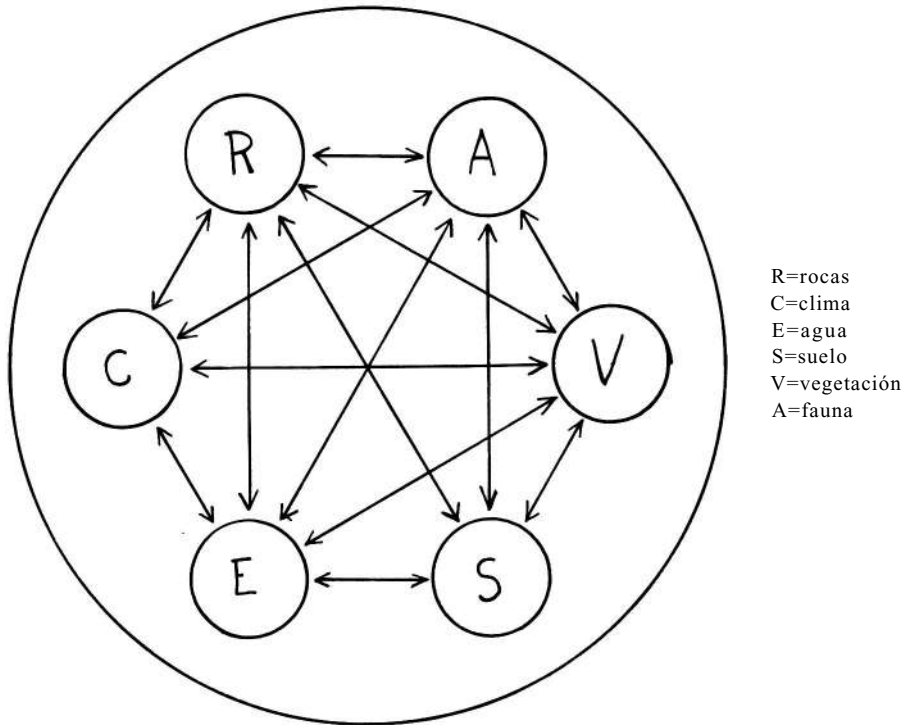 R
A
C
V
E
S
R=rocas
C=clima
E=agua
S=suelo
V=vegetación
A=fauna